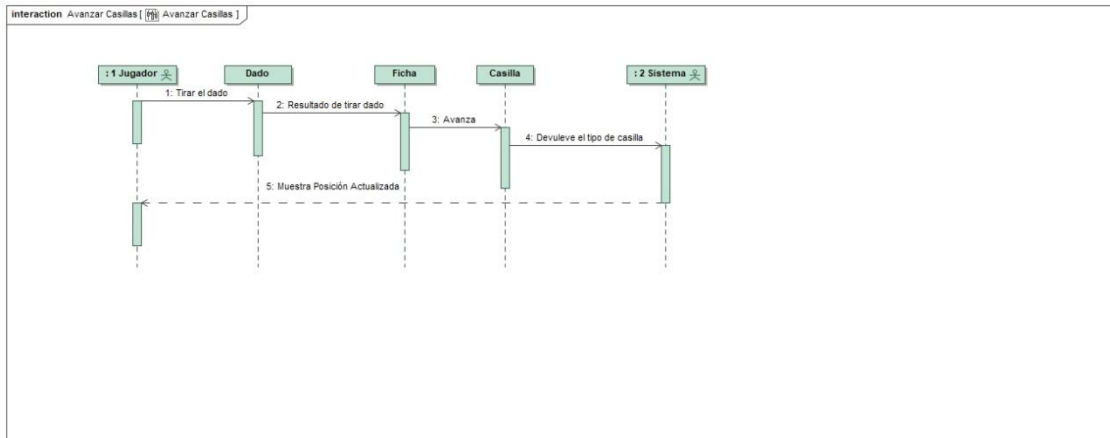 interaction Avanzar Casillas [ Avanzar Casillas ]
: 1 Jugador
Dado
Ficha
Casilla
: 2 Sistema
1: Tirar el dado
2: Resultado de tirar dado
3: Avanza
4: Devuleve el tipo de casilla
5: Muestra Posición Actualizada